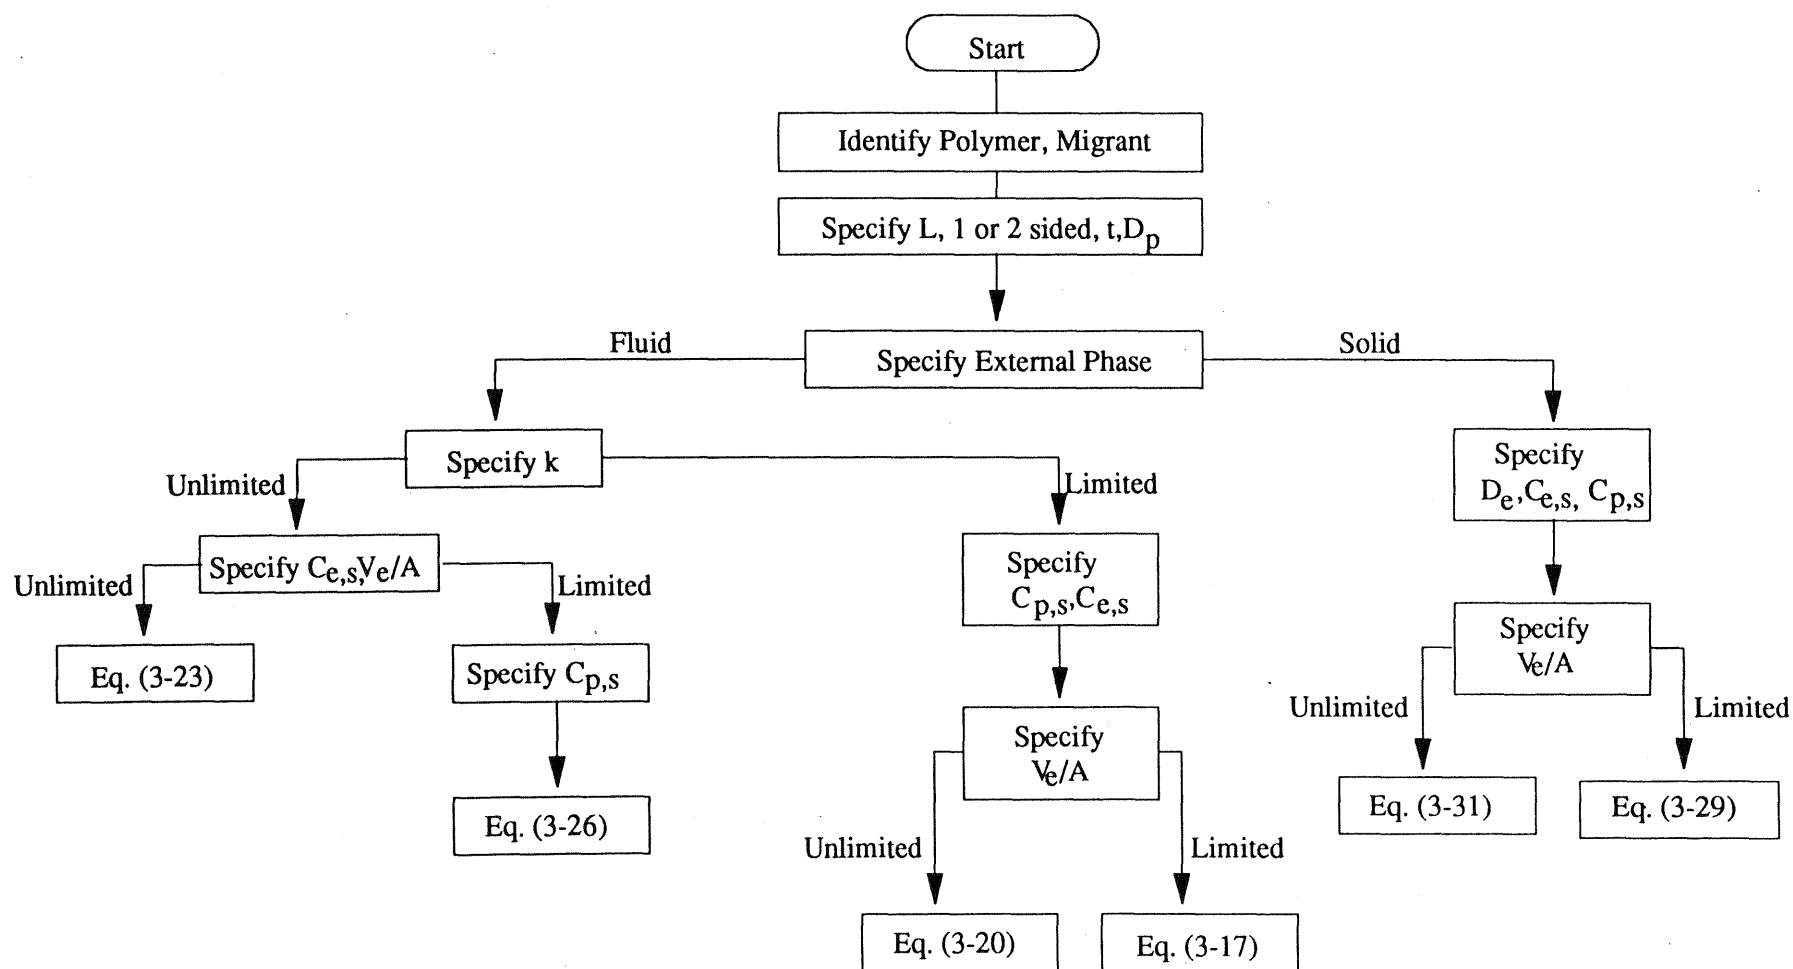 Start
Identify Polymer, Migrant
Specify L, 1 or 2 sided, t,Dp
Fluid
Specify External Phase
Solid
Specify k
Unlimited
Limited
Specify
De,Ce,s, Cp,s
Specify Ce,s,Ve/A
Unlimited
Limited
Specify
Cp,s,Ce,s
Specify
Ve/A
Eq. (3-23)
Specify Cp,s
Unlimited
Limited
Specify
Ve/A
Eq. (3-31)
Eq. (3-29)
Eq. (3-26)
Unlimited
Limited
Eq. (3-20)
Eq. (3-17)